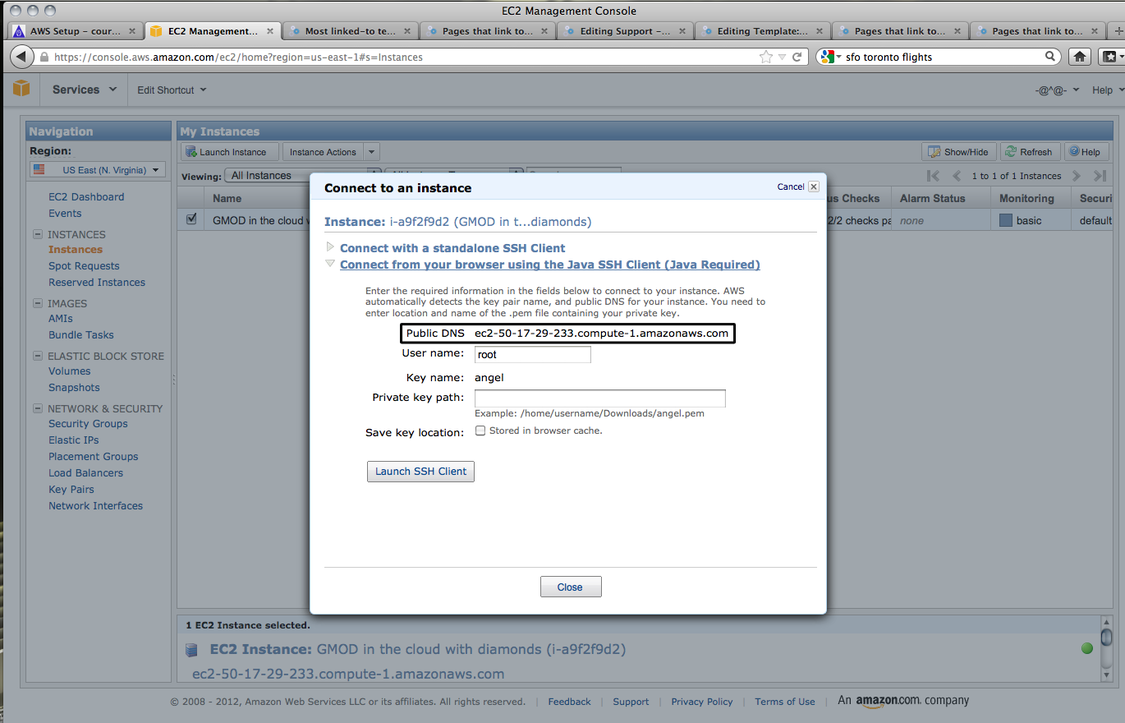 EC2 Management Console
AWS Setup – cour...
EC2 Management...
Most linked-to te...
Pages that link to...
Editing Support –...
Editing Template:...
Pages that link to...
Pages that link to...
https://console.aws.amazon.com/ec2/home?region=us-east-1#s=Instances
sfo toronto flights
Services
Edit Shortcut
-@^@-
Help
Navigation
Region:
US East (N. Virginia)
EC2 Dashboard
Events
INSTANCES
Instances
Spot Requests
Reserved Instances
IMAGES
AMIs
Bundle Tasks
ELASTIC BLOCK STORE
Volumes
Snapshots
NETWORK & SECURITY
Security Groups
Elastic IPs
Placement Groups
Load Balancers
Key Pairs
Network Interfaces
My Instances
Launch Instance
Instance Actions
Show/Hide
Refresh
Help
Viewing:
All Instances
1 to 1 of 1 Instances
Name
Checks
Alarm Status
Monitoring
Securi
GMOD in the cloud
2/2 checks pa
none
basic
default
Connect to an instance
Cancel
Instance: i-a9f2f9d2 (GMOD in t...diamonds)
Connect with a standalone SSH Client
Connect from your browser using the Java SSH Client (Java Required)
Enter the required information in the fields below to connect to your instance. AWS
automatically detects the key pair name, and public DNS for your instance. You need to
enter location and name of the .pem file containing your private key.
Public DNS ec2-50-17-29-233.compute-1.amazonaws.com
User name: root
Key name: angel
Private key path:
Example: /home/username/Downloads/angel.pem
Save key location: Stored in browser cache.
Launch SSH Client
Close
1 EC2 Instance selected.
EC2 Instance: GMOD in the cloud with diamonds (i-a9f2f9d2)
ec2-50-17-29-233.compute-1.amazonaws.com
© 2008 - 2012, Amazon Web Services LLC or its affiliates. All rights reserved. | Feedback | Support | Privacy Policy | Terms of Use | An amazon.com. company